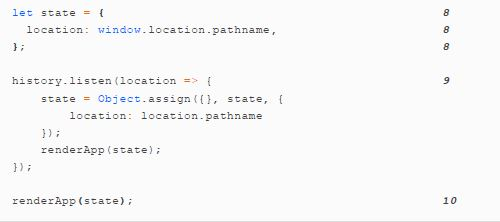 let state = { 8
  location: window.location.pathname, 8
}; 8
history.listen(location => { 9
    state = Object.assign({}, state, {
        location: location.pathname
    });
    renderApp(state);
});
renderApp(state); 10